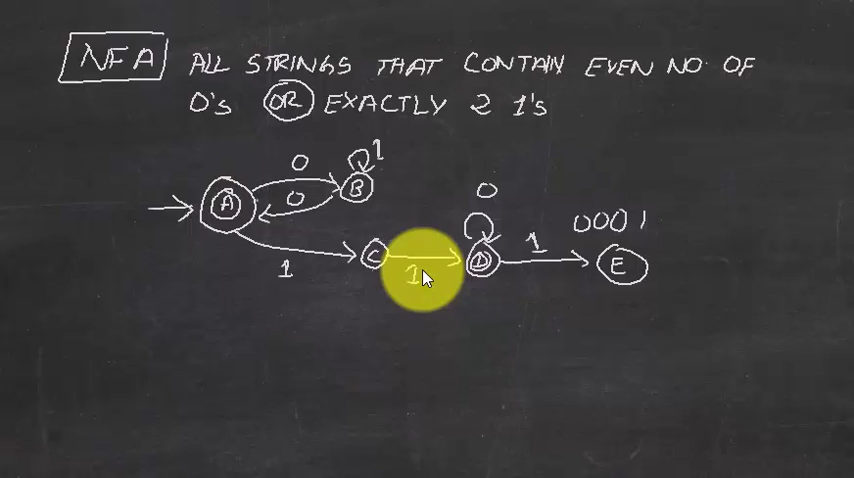 NFA ALL STRINGS THAT CONTAIN EVEN NO. OF
0's OR EXACTLY 2 1's
0 1
A 0 B
0
0001
1
1 C 1 D E